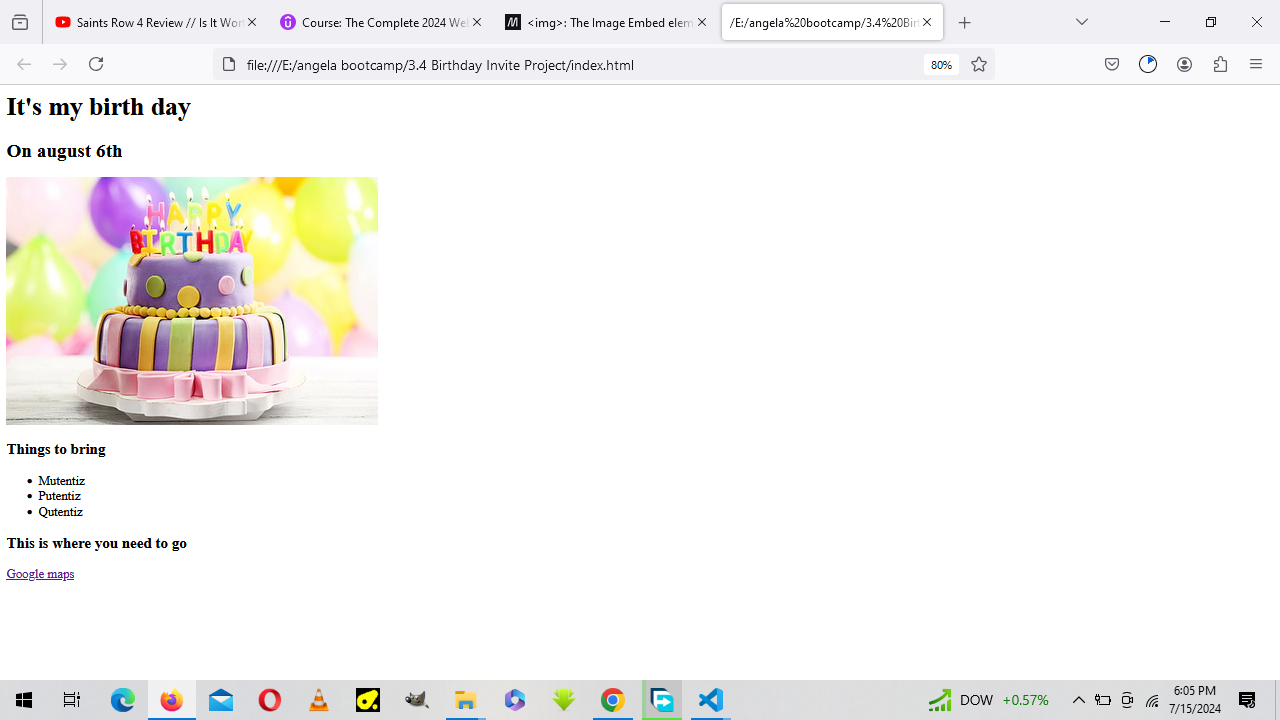 Saints Row 4 Review // Is It Wor
Course: The Complete 2024 Wel
<img>: The Image Embed elem
/E:/angela%20bootcamp/3.4%20Bir
file:///E:/angela bootcamp/3.4 Birthday Invite Project/index.html
80%
It's my birth day
On august 6th
HAPPY
BIRTHDAY
Things to bring
Mutentiz
Putentiz
Qutentiz
This is where you need to go
Google maps
DOW +0.57%
6:05 PM
7/15/2024